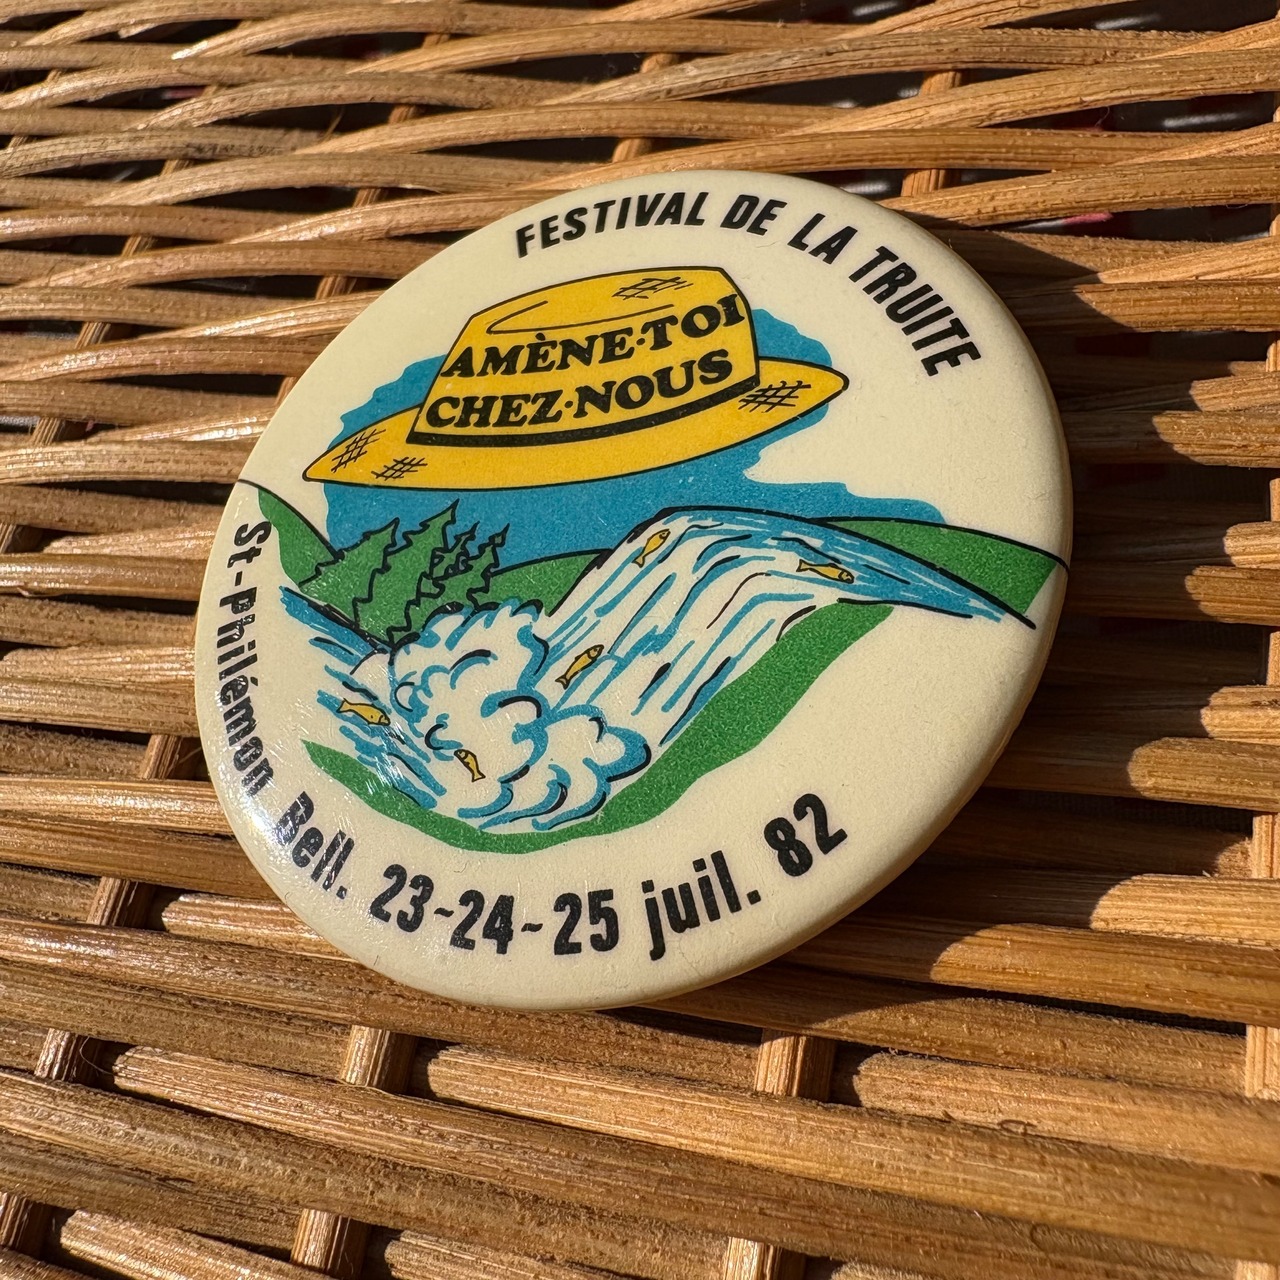 FESTIVAL DE LA TRUITE
AMÈNE·TOI
CHEZ·NOUS
St-Philémon Bell. 23-24-25 juil. 82